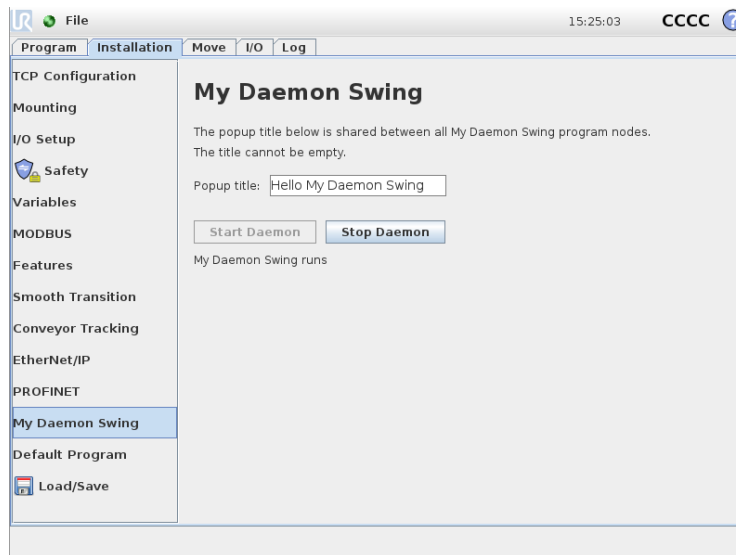 UR File 15:25:03 CCCC ?
Program Installation Move I/O Log
TCP Configuration
Mounting
I/O Setup
Safety
Variables
MODBUS
Features
Smooth Transition
Conveyor Tracking
EtherNet/IP
PROFINET
My Daemon Swing
Default Program
Load/Save
My Daemon Swing
The popup title below is shared between all My Daemon Swing program nodes.
The title cannot be empty.
Popup title: Hello My Daemon Swing
Start Daemon Stop Daemon
My Daemon Swing runs